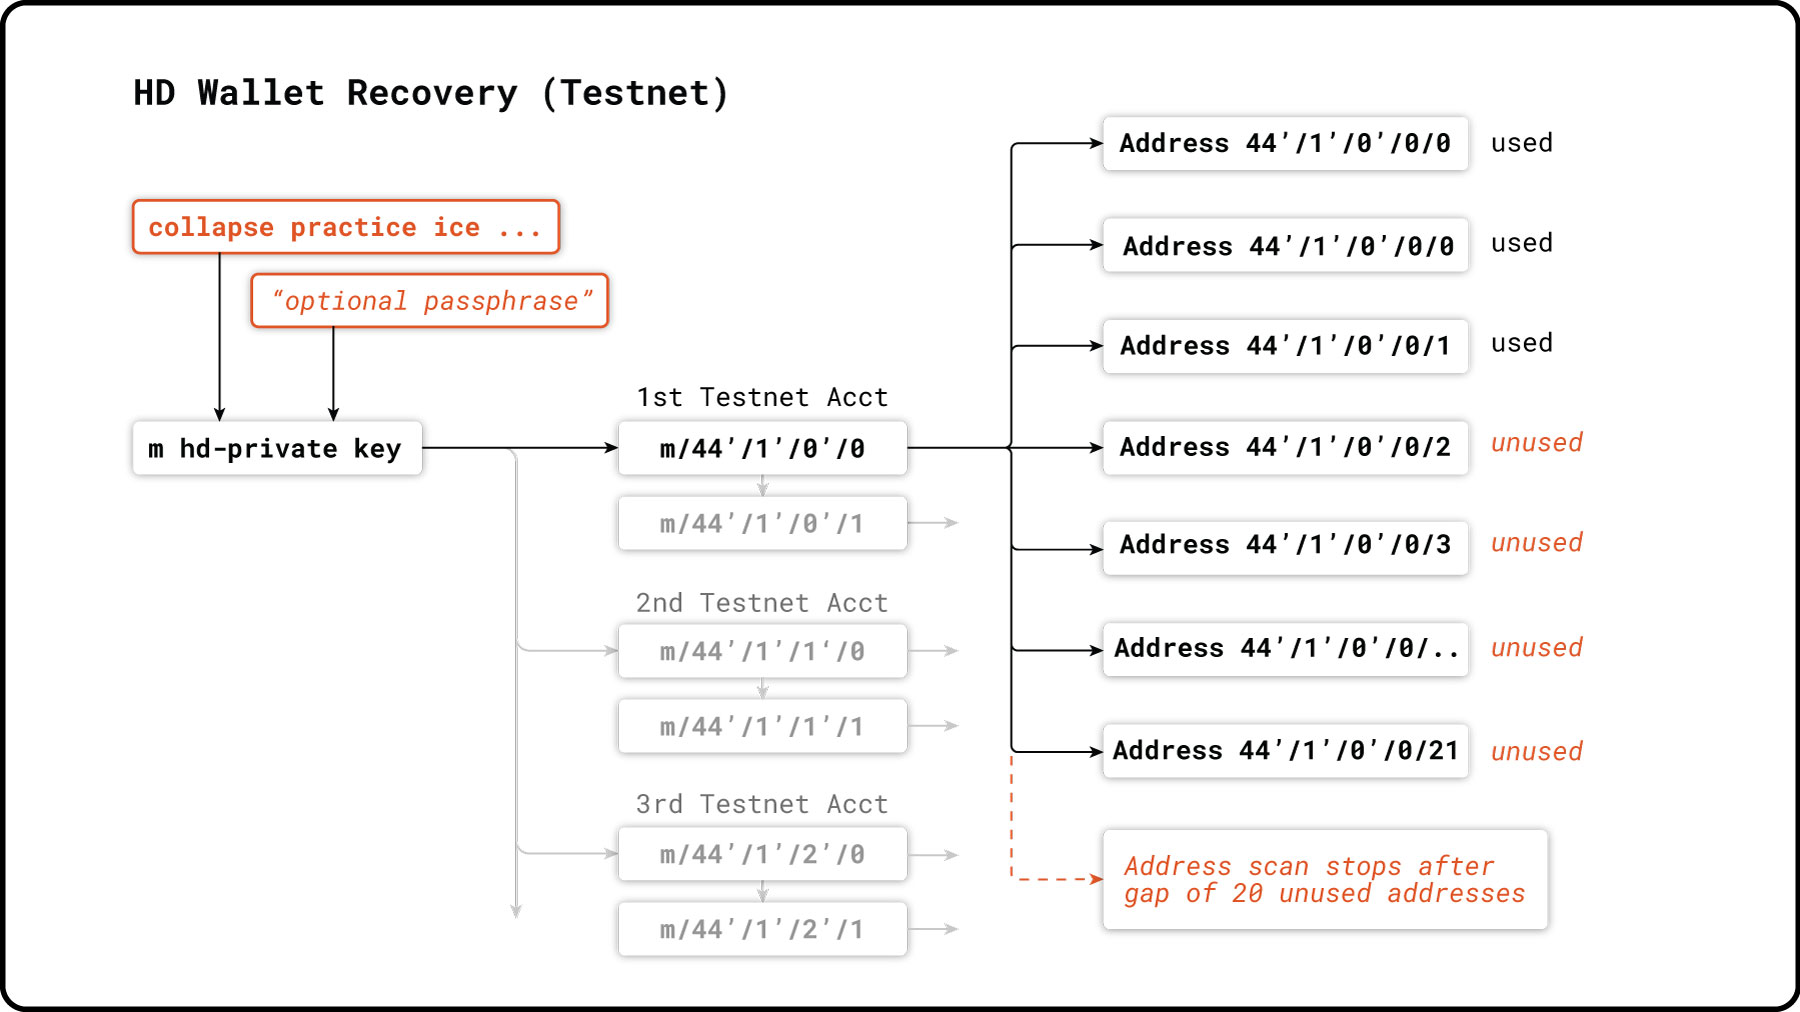 HD Wallet Recovery (Testnet)
collapse practice ice ...
“optional passphrase”
m hd-private key
1st Testnet Acct
m/44’/1’/0’/0
m/44’/1’/0’/1
2nd Testnet Acct
m/44’/1’/1‘/0
m/44’/1’/1’/1
3rd Testnet Acct
m/44’/1’/2’/0
m/44’/1’/2’/1
Address 44’/1’/0’/0/0 used
Address 44’/1’/0’/0/0 used
Address 44’/1’/0’/0/1 used
Address 44’/1’/0’/0/2 unused
Address 44’/1’/0’/0/3 unused
Address 44’/1’/0’/0/.. unused
Address 44’/1’/0’/0/21 unused
Address scan stops after
gap of 20 unused addresses